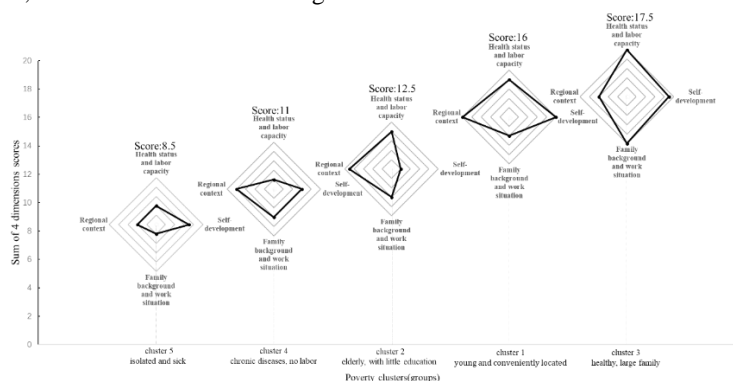 Score:17.5
Health status
and labor
capacity
Score:16
Health status
and labor
capacity
Score:12.5
Health status
and labor
capacity
Score:11
Health status
and labor
capacity
Score:8.5
Health status
and labor
capacity
Regional
context
Self
development
Family
background
and work
situation
Regional
context
Self-
development
Family
background
and work
situation
Regional
context
Self-
development
Family
background
and work
situation
Regional
context
Self-
development
Family
background
and work
situation
Self
development
Family
background
and work
situation
Sum of 4 dimensions scores
20
18
16
14
12
10
8
6
4
2
0
cluster 5
isolated and sick
cluster 4
chronic diseases, no labor
cluster 2
elderly, with little education
cluster 1
young and conveniently located
cluster 3
healthy, large family
Poverty clusters(groups)